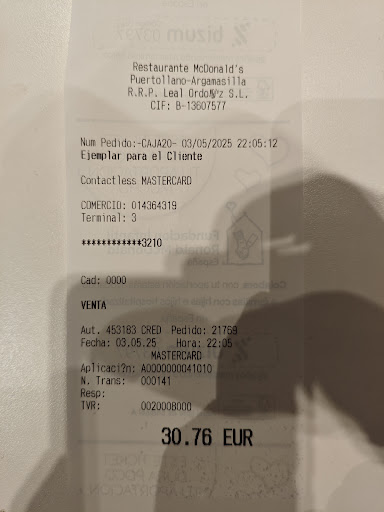 Restaurante McDonald's
Puertollano-Argamasilla
R.R.P. Leal Ordoñez S.L.
CIF: B-13607577
Num Pedido:-CAJA20- 03/05/2025 22:05:12
Ejemplar para el Cliente
Contactless MASTERCARD
COMERCIO: 014364319
Terminal: 3
************3210
Cad: 0000
VENTA
Aut. 453183 CRED Pedido: 21769
Fecha: 03.05.25 Hora: 22:05
MASTERCARD
Aplicaci?n: A0000000041010
N. Trans: 000141
Resp:
TVR: 0020008000
30.76 EUR